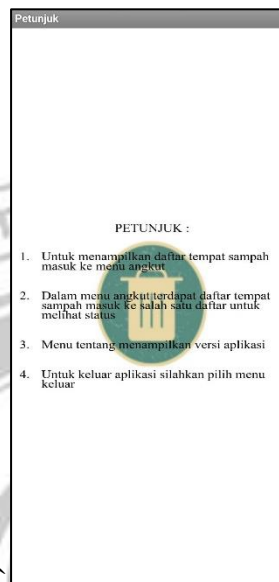 Petunjuk
PETUNJUK :
1. Untuk menampilkan daftar tempat sampah
masuk ke menu angkut
2. Dalam menu angkut terdapat daftar tempat
sampah masuk ke salah satu daftar untuk
melihat status
3. Menu tentang menampilkan versi aplikasi
4. Untuk keluar aplikasi silahkan pilih menu
keluar